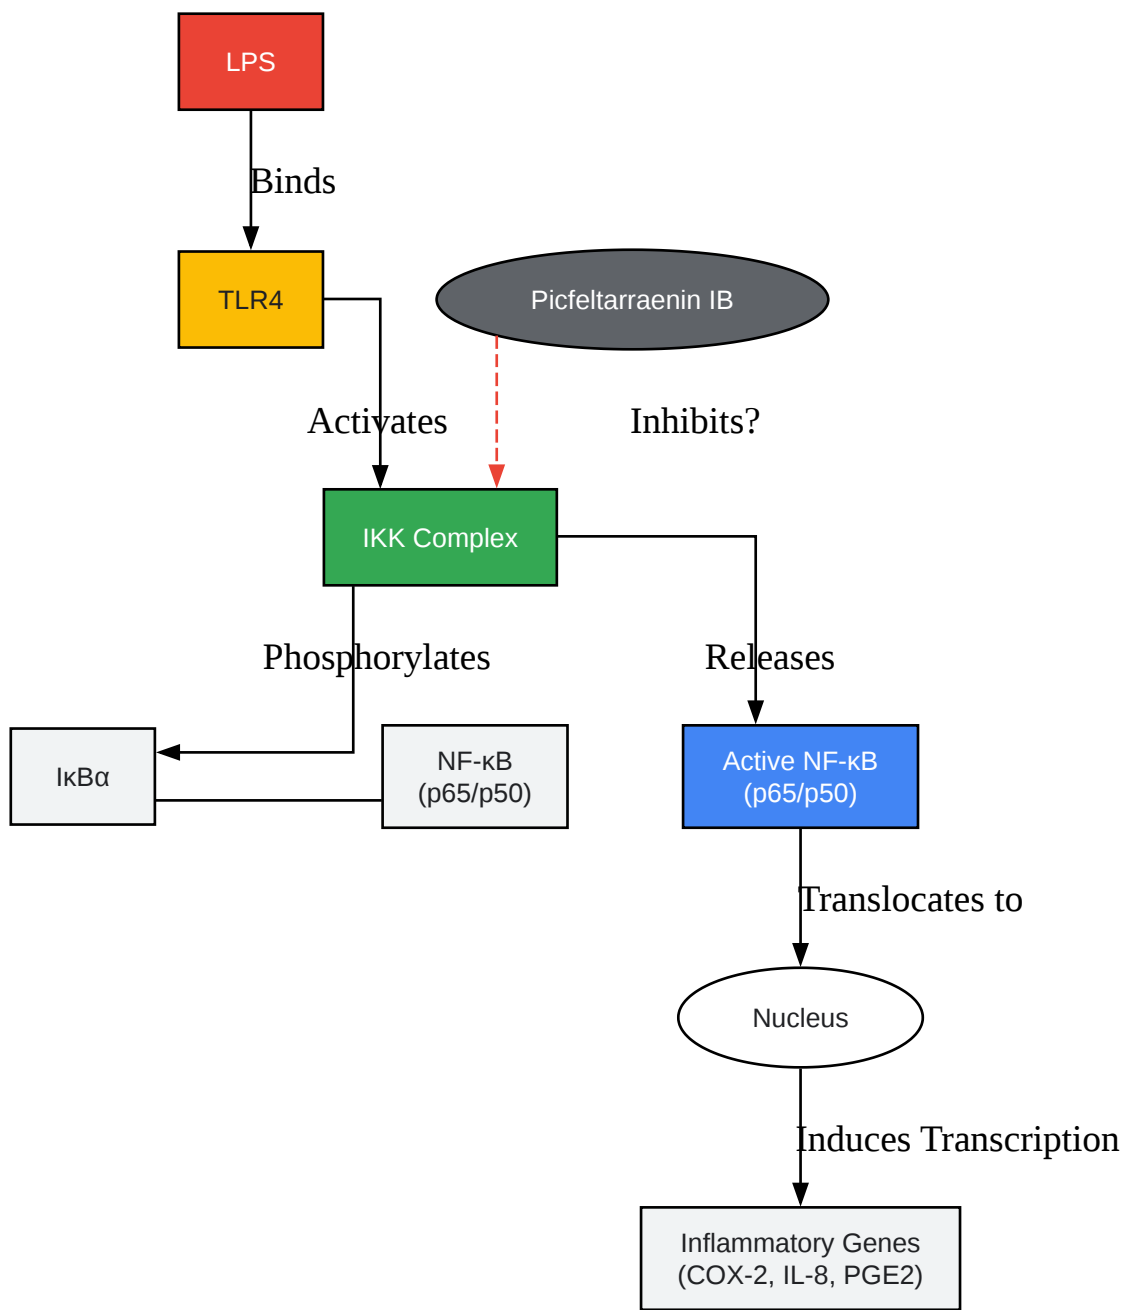 LPS
Binds
TLR4
Picfeltarraenin IB
Activates
Inhibits?
IKK Complex
Phosphorylates
Releases
IκBα
NF-κB
(p65/p50)
Active NF-κB
(p65/p50)
Translocates to
Nucleus
Induces Transcription
Inflammatory Genes
(COX-2, IL-8, PGE2)